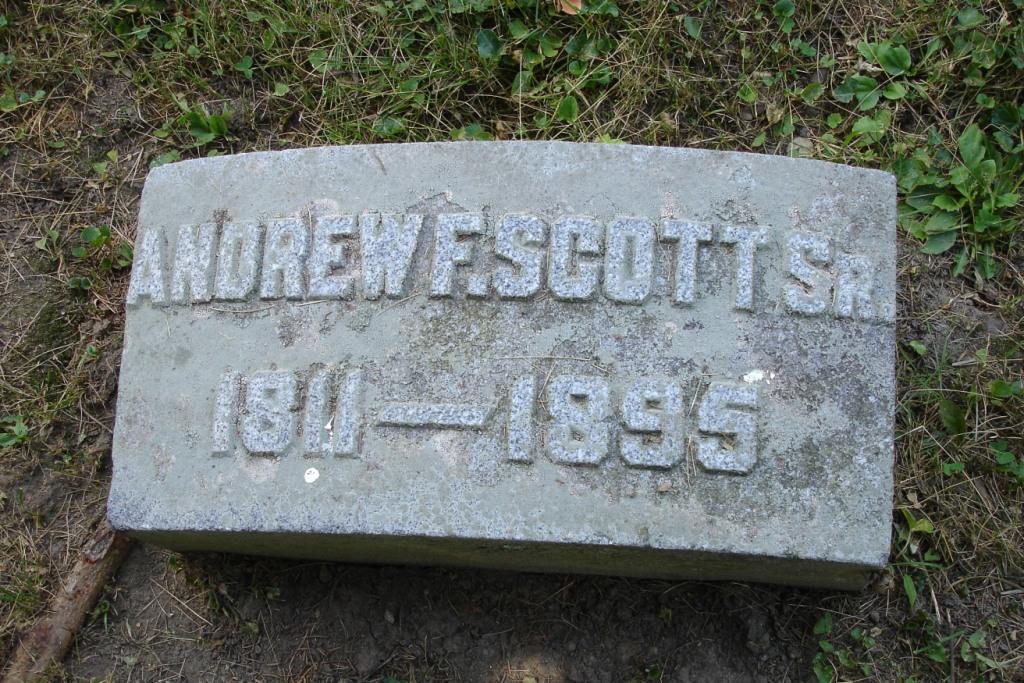 ANDREW F. SCOTT SR.
1811 — 1895